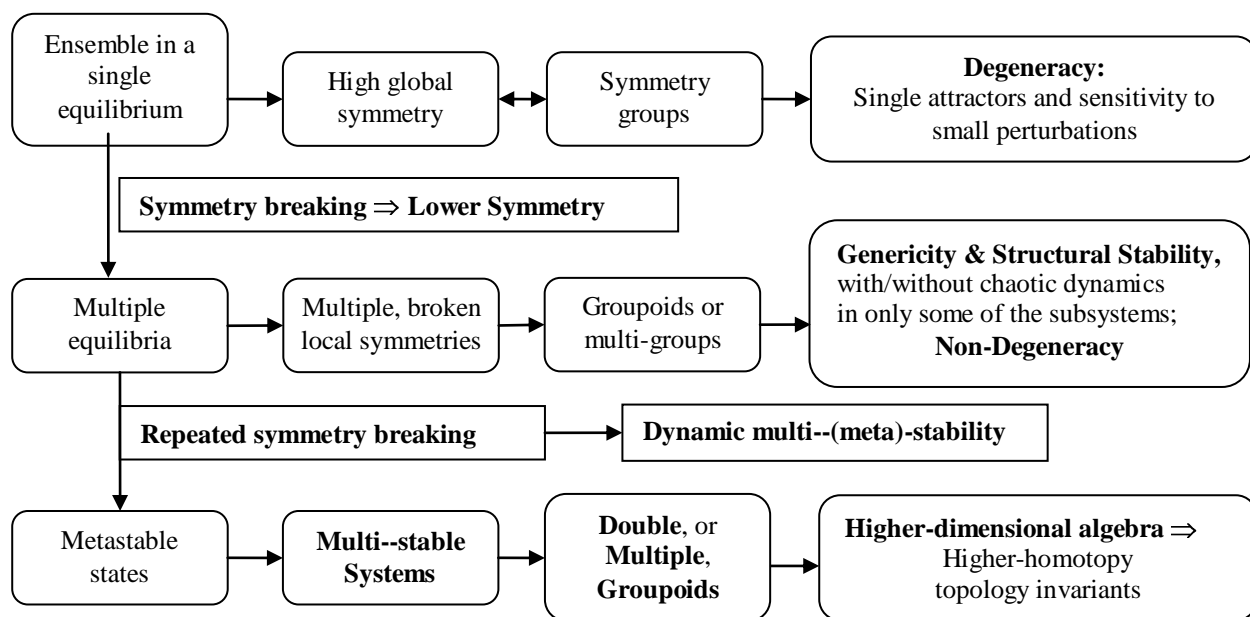 Ensemble in a
single
equilibrium
High global
symmetry
Symmetry
groups
Degeneracy:
Single attractors and sensitivity to
small perturbations
Symmetry breaking ⇒ Lower Symmetry
Multiple
equilibria
Multiple, broken
local symmetries
Groupoids or
multi-groups
Genericity & Structural Stability,
with/without chaotic dynamics
in only some of the subsystems;
Non-Degeneracy
Repeated symmetry breaking
Dynamic multi--(meta)-stability
Metastable
states
Multi--stable
Systems
Double, or
Multiple,
Groupoids
Higher-dimensional algebra ⇒
Higher-homotopy
topology invariants